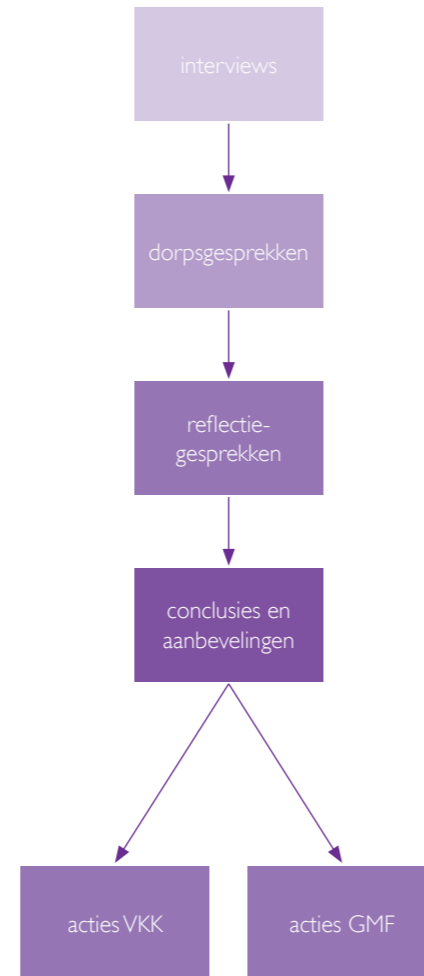 interviews
dorpsgesprekken
reflectie-
gesprekken
conclusies en
aanbevelingen
acties VKK
acties GMF